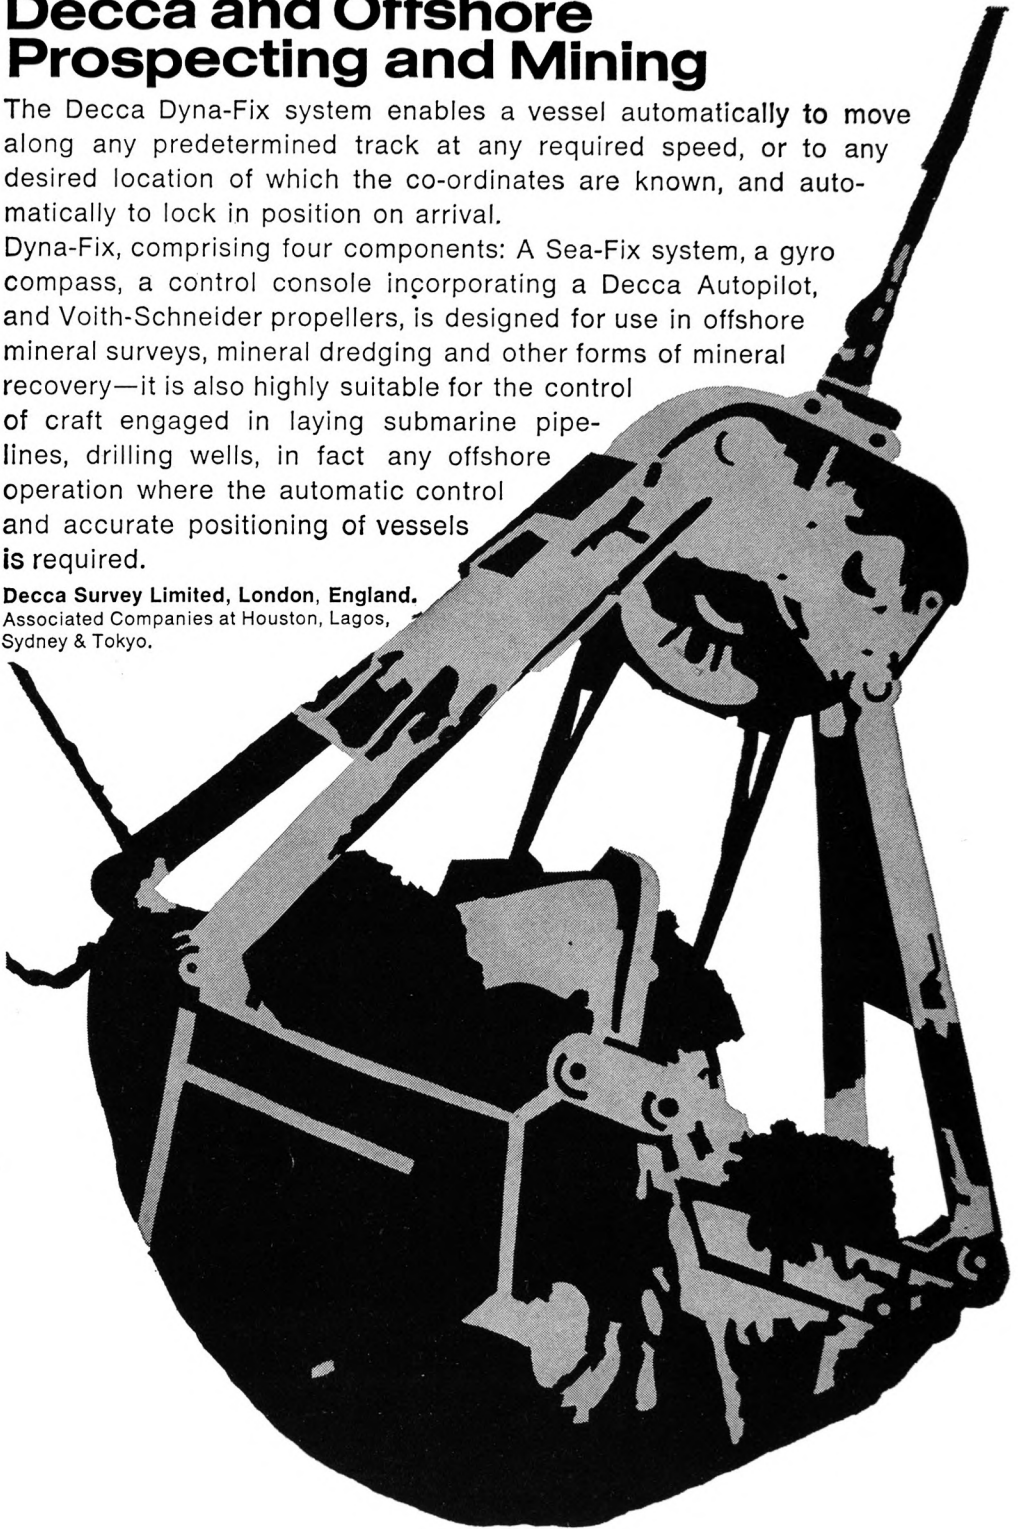 Decca and Offshore
Prospecting and Mining
The Decca Dyna-Fix system enables a vessel automatically to move
along any predetermined track at any required speed, or to any
desired location of which the co-ordinates are known, and auto-
matically to lock in position on arrival.
Dyna-Fix, comprising four components: A Sea-Fix system, a gyro
compass, a control console incorporating a Decca Autopilot,
and Voith-Schneider propellers, is designed for use in offshore
mineral surveys, mineral dredging and other forms of mineral
recovery—it is also highly suitable for the control
of craft engaged in laying submarine pipe-
lines, drilling wells, in fact any offshore
operation where the automatic control
and accurate positioning of vessels
is required.
Decca Survey Limited, London, England.
Associated Companies at Houston, Lagos,
Sydney & Tokyo.